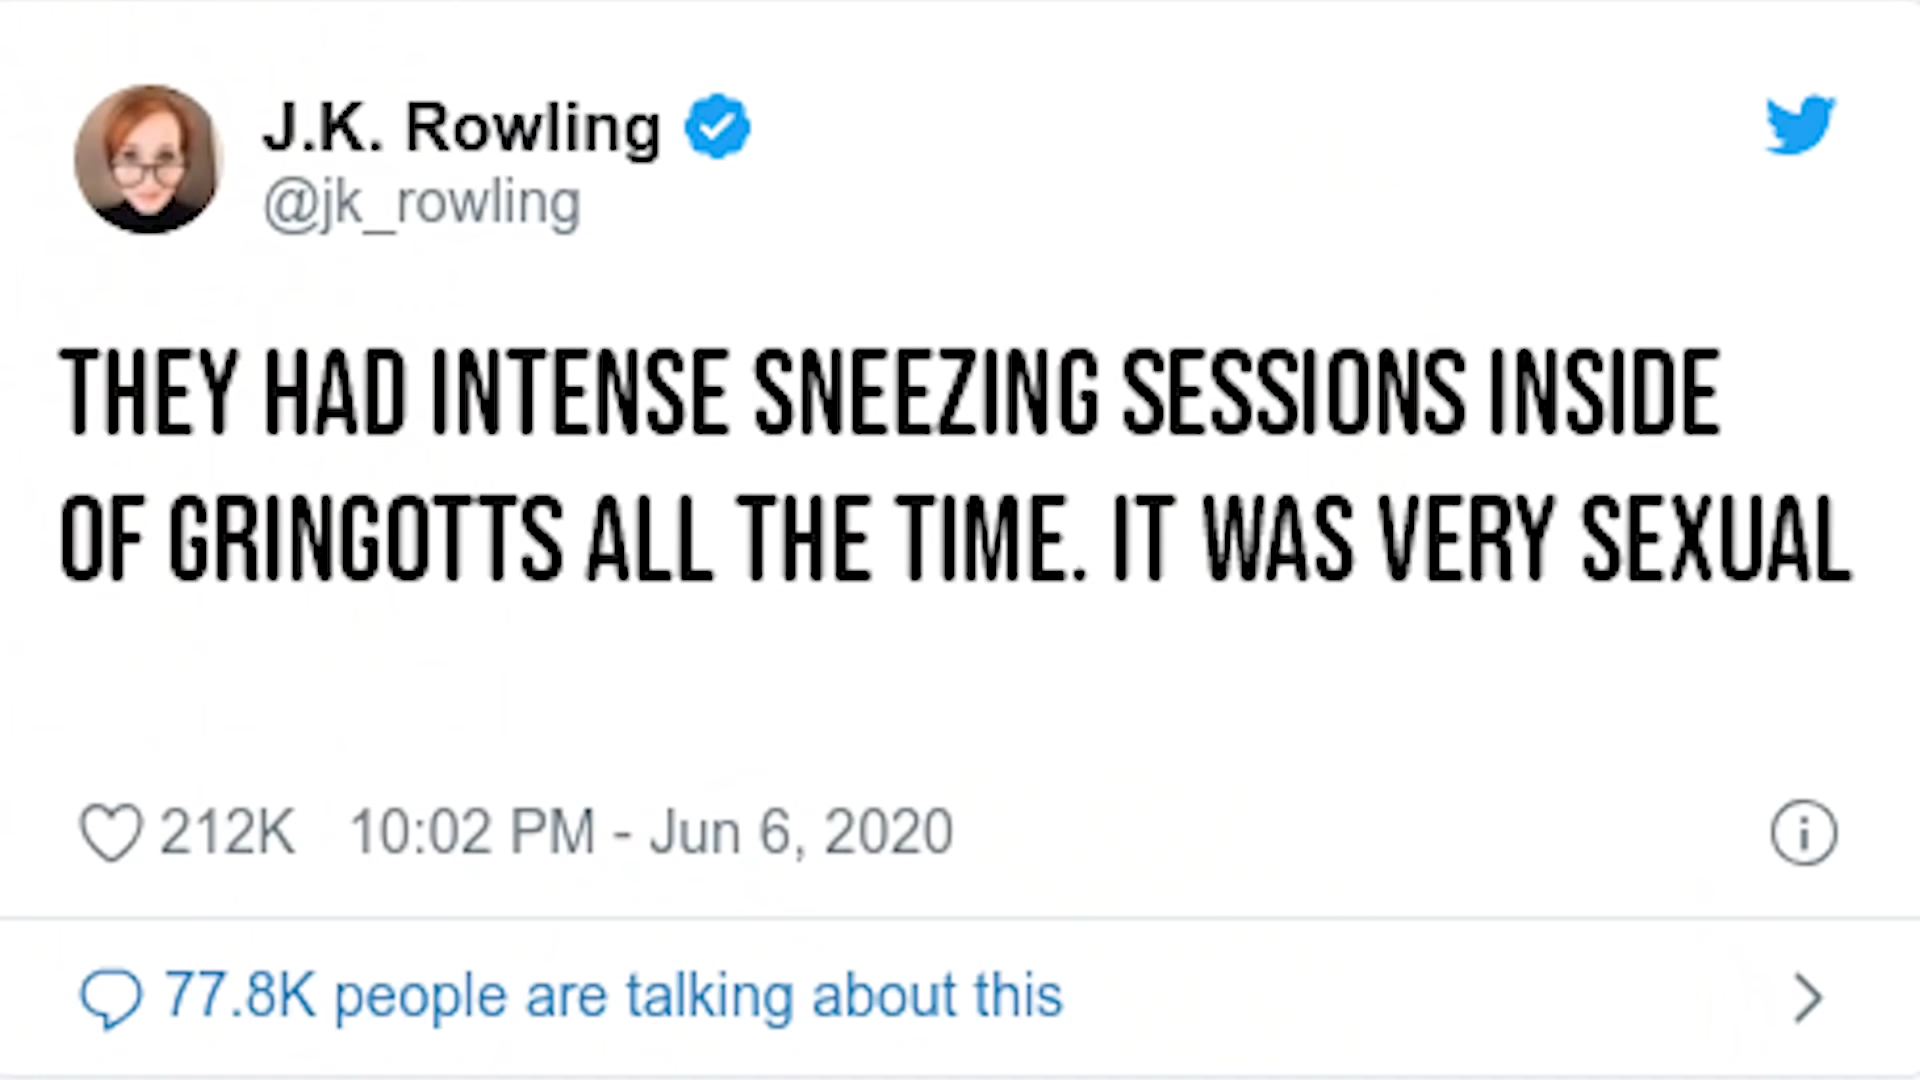 J.K. Rowling
@jk_rowling
THEY HAD INTENSE SNEEZING SESSIONS INSIDE
OF GRINGOTTS ALL THE TIME. IT WAS VERY SEXUAL
212K 10:02 PM - Jun 6, 2020
77.8K people are talking about this